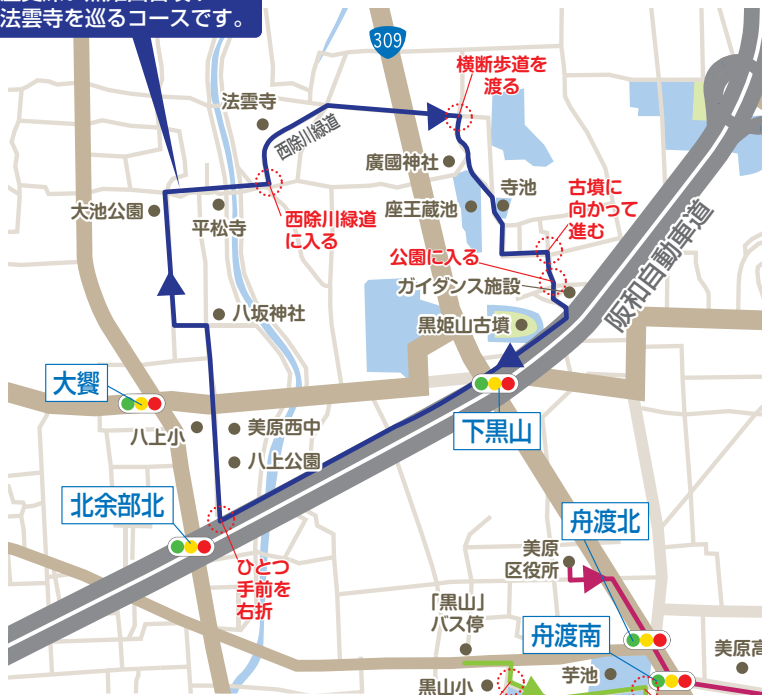 法雲寺を巡るコースです。
309
横断歩道を
渡る
法雲寺
西除川緑道
廣國神社
寺池
古墳に
向かって
進む
大池公園
平松寺
西除川緑道
に入る
座王蔵池
公園に入る
ガイダンス施設
阪和自動車道
八坂神社
黒姫山古墳
大饗
下黒山
八上小
美原西中
八上公園
北余部北
ひとつ
手前を
右折
舟渡北
美原
区役所
「黒山」
バス停
舟渡南
美原高
黒山小
芋池